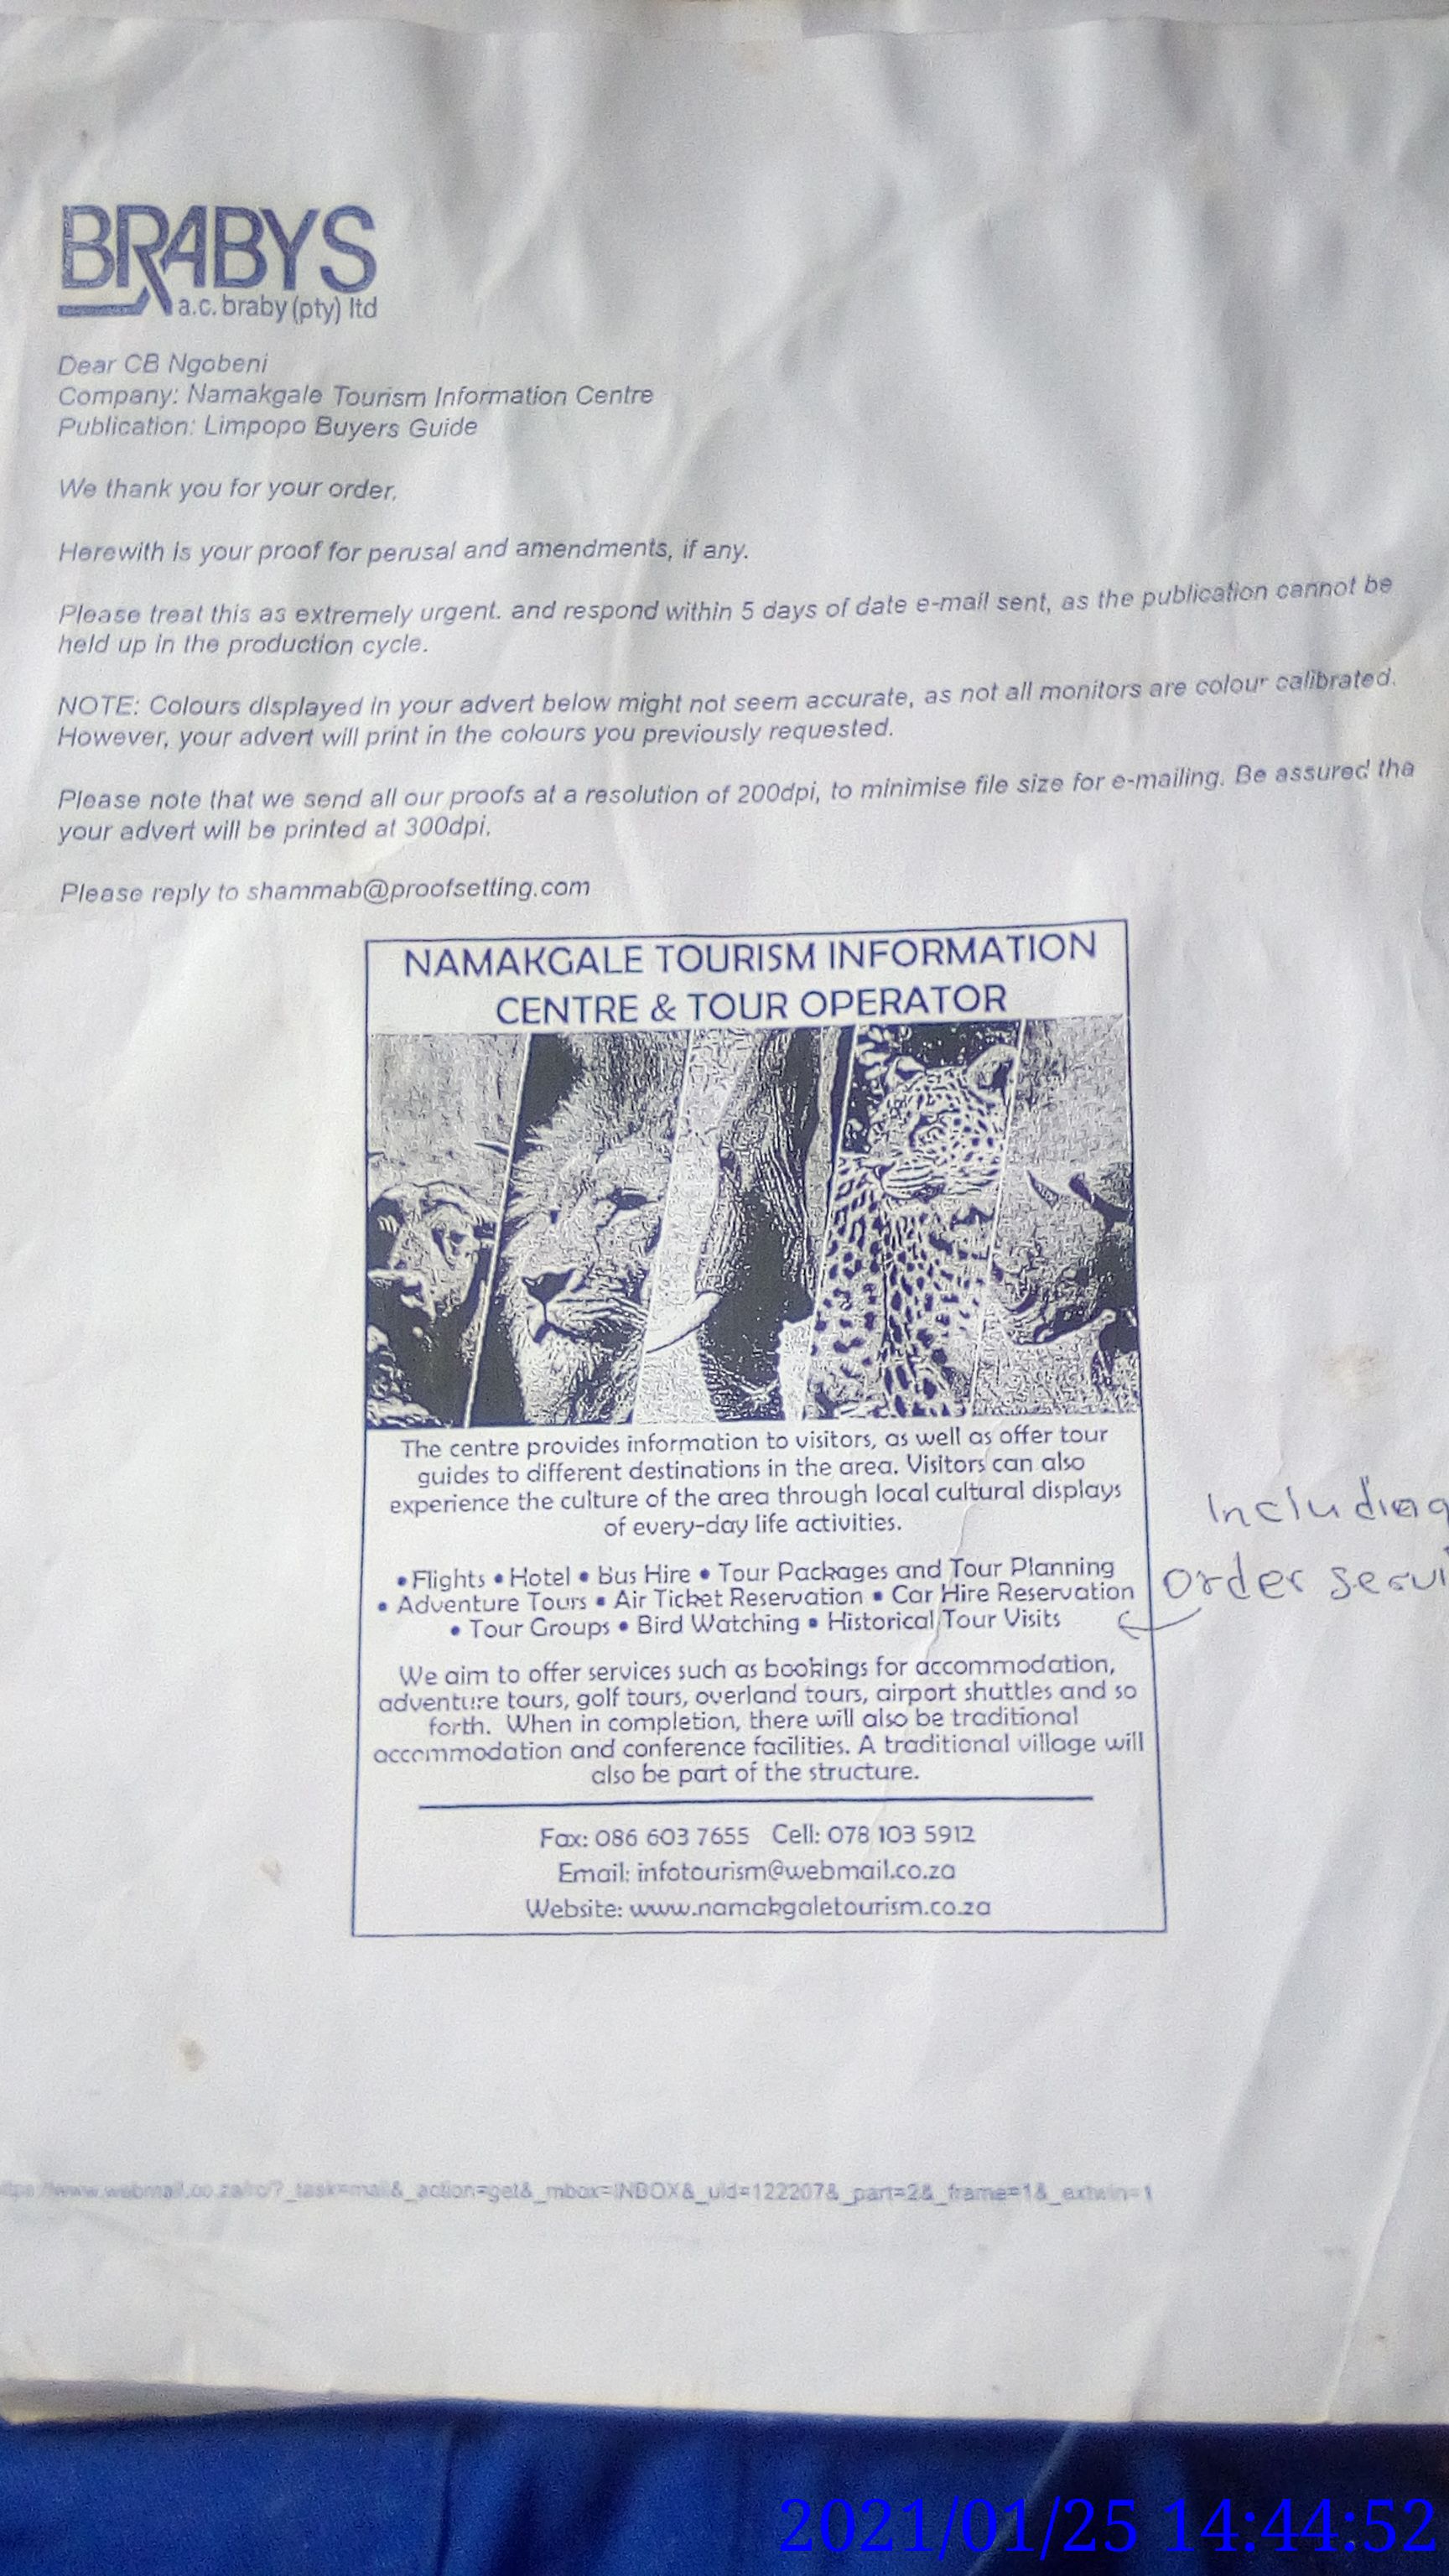 BRABYS
a.c. braby (pty) ltd
Dear CB Ngobeni
Company: Namakgale Tourism Information Centre
Publication: Limpopo Buyers Guide
We thank you for your order,
Herewith is your proof for perusal and amendments, if any.
Please treat this as extremely urgent. and respond within 5 days of date e-mail sent, as the publication cannot be
held up in the production cycle.
NOTE: Colours displayed in your advert below might not seem accurate, as not all monitors are colour calibrated.
However, your advert will print in the colours you previously requested.
Please note that we send all our proofs at a resolution of 200dpi, to minimise file size for e-mailing. Be assured tha
your advert will be printed at 300dpi.
Please reply to shammab@proofsetting.com
NAMAKGALE TOURISM INFORMATION
CENTRE & TOUR OPERATOR
The centre provides information to visitors, as well as offer tour
guides to different destinations in the area. Visitors can also
experience the culture of the area through local cultural displays
of every-day life activities.
Including
• Flights • Hotel • Bus Hire • Tour Packages and Tour Planning
• Adventure Tours • Air Ticket Reservation • Car Hire Reservation
order servi
• Tour Groups • Bird Watching • Historical Tour Visits
We aim to offer services such as bookings for accommodation,
adventure tours, golf tours, overland tours, airport shuttles and so
forth. When in completion, there will also be traditional
accommodation and conference facilities. A traditional village will
also be part of the structure.
Fax: 086 603 7655 Cell: 078 103 5912
Email: infotourism@webmail.co.za
Website: www.namakgaletourism.co.za
_task=mail&_action=get&_mbox=INBOX&_uid=122207&_part=2&_frame=1&_extwin=1
2021/01/25 14:44:52